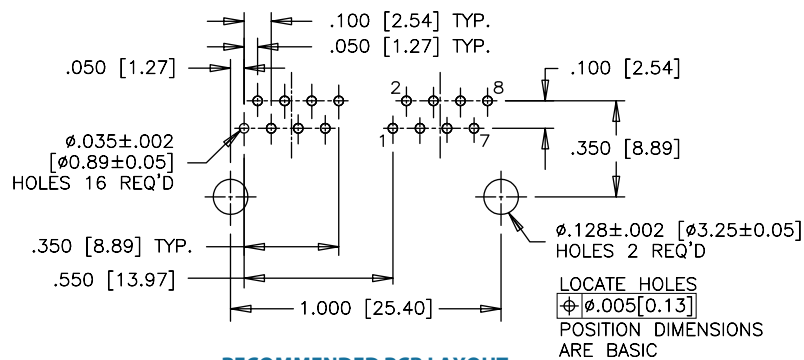 .100 [2.54] TYP.
.050 [1.27] TYP.
.050 [1.27]
.100 [2.54]
2
8
ø.035±.002
[ø0.89±0.05]
HOLES 16 REQ'D
1
7
.350 [8.89]
ø.128±.002 [ø3.25±0.05]
HOLES 2 REQ'D
.350 [8.89] TYP.
.550 [13.97]
1.000 [25.40]
LOCATE HOLES
⌖ ø.005[0.13]
POSITION DIMENSIONS
ARE BASIC
RECOMMENDED PCB LAYOUT